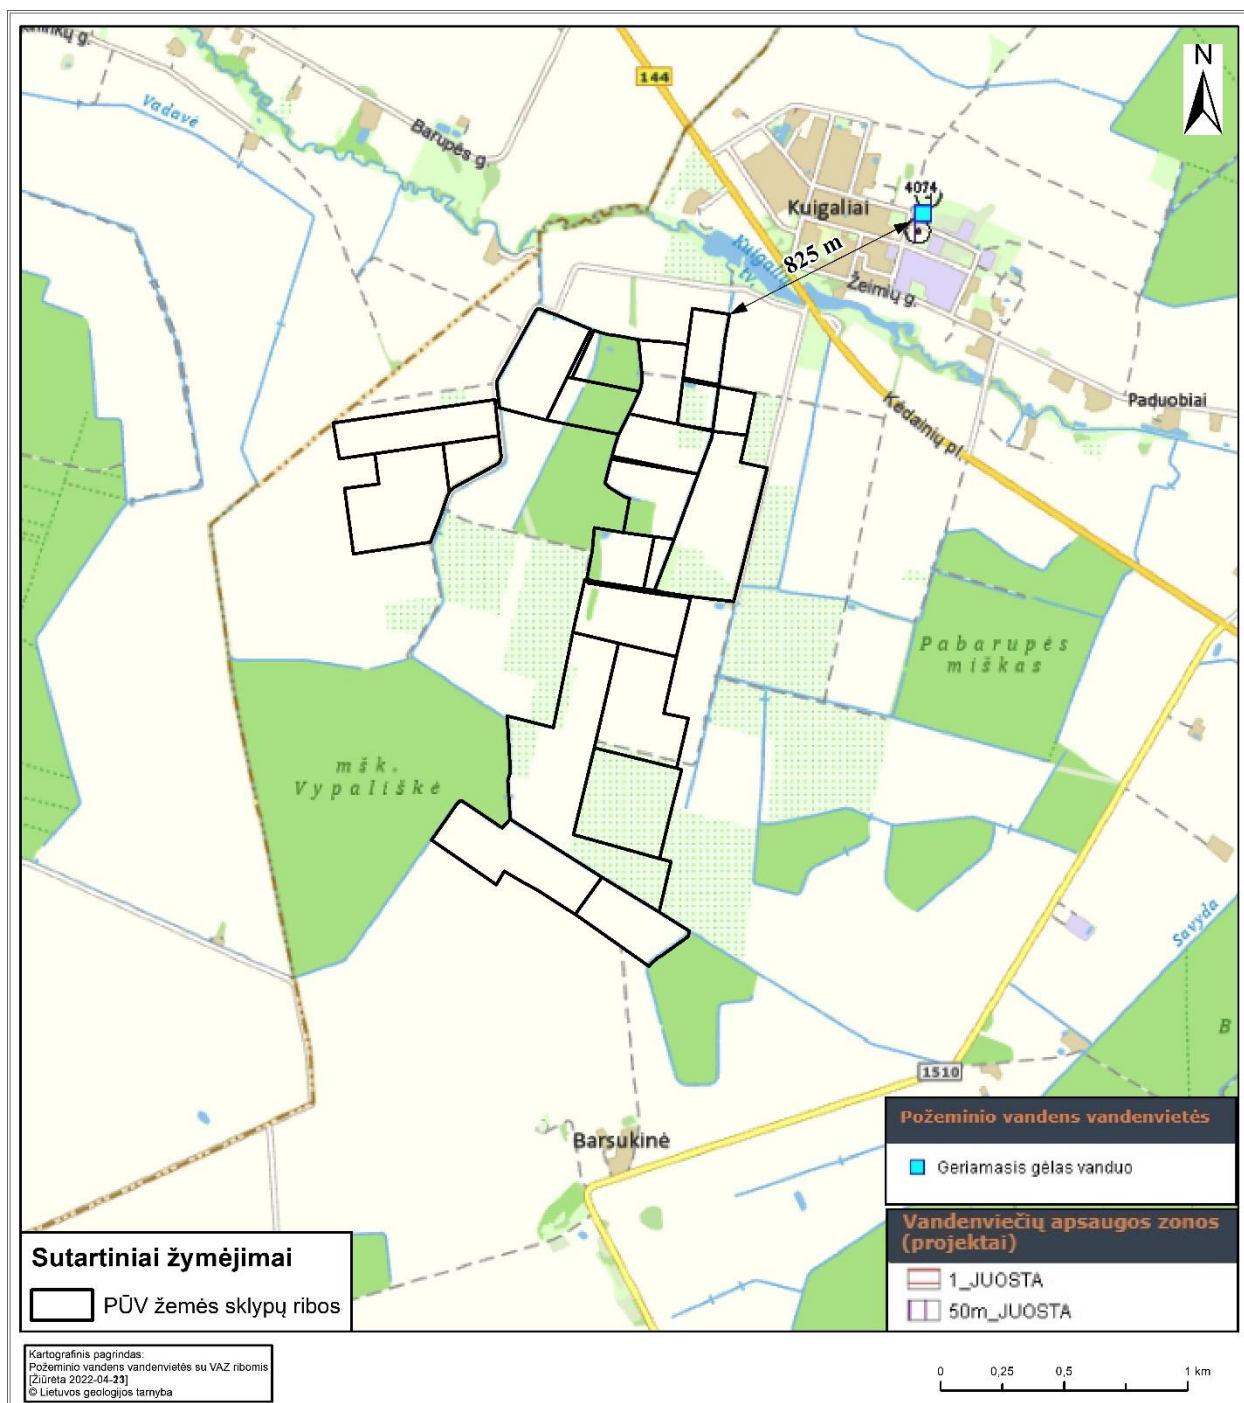 144
N
Vadavė
Barupės g.
4074
Kuigaliai
825 m
Kuigalių
tv.
Žeimių g.
Paduobiai
Kėdainių pl.
Pabarupės
miškas
mšk.
Vypališkė
Savyda
B
1510
Barsukinė
Požeminio vandens vandenvietės
Geriamasis gėlas vanduo
Vandenviečių apsaugos zonos
(projektai)
1_JUOSTA
50m_JUOSTA
Sutartiniai žymėjimai
PŪV žemės sklypų ribos
Kartografinis pagrindas:
Požeminio vandens vandenvietės su VAZ ribomis
[Žiūrėta 2022-04-23]
© Lietuvos geologijos tarnyba
0 0,25 0,5 1 km